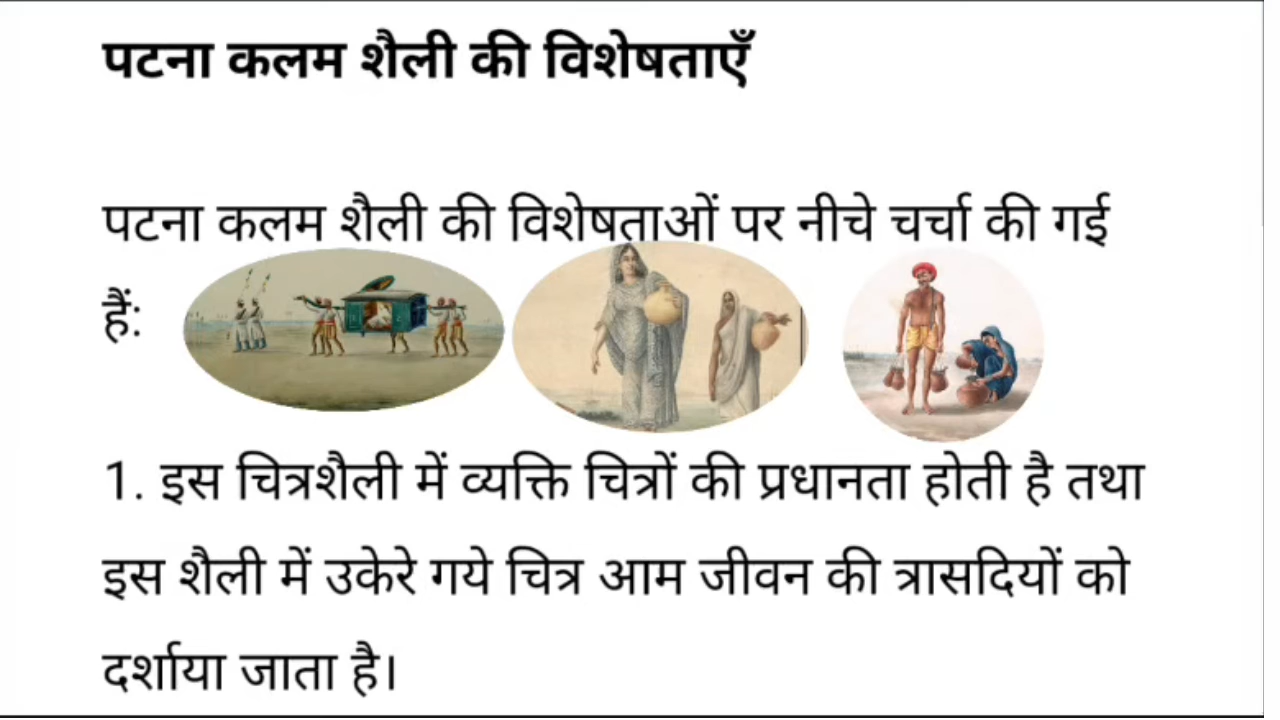 पटना कलम शैली की विशेषताएँ
पटना कलम शैली की विशेषताओं पर नीचे चर्चा की गई
हैं:
1. इस चित्रशैली में व्यक्ति चित्रों की प्रधानता होती है तथा
इस शैली में उकेरे गये चित्र आम जीवन की त्रासदियों को
दर्शाया जाता है।